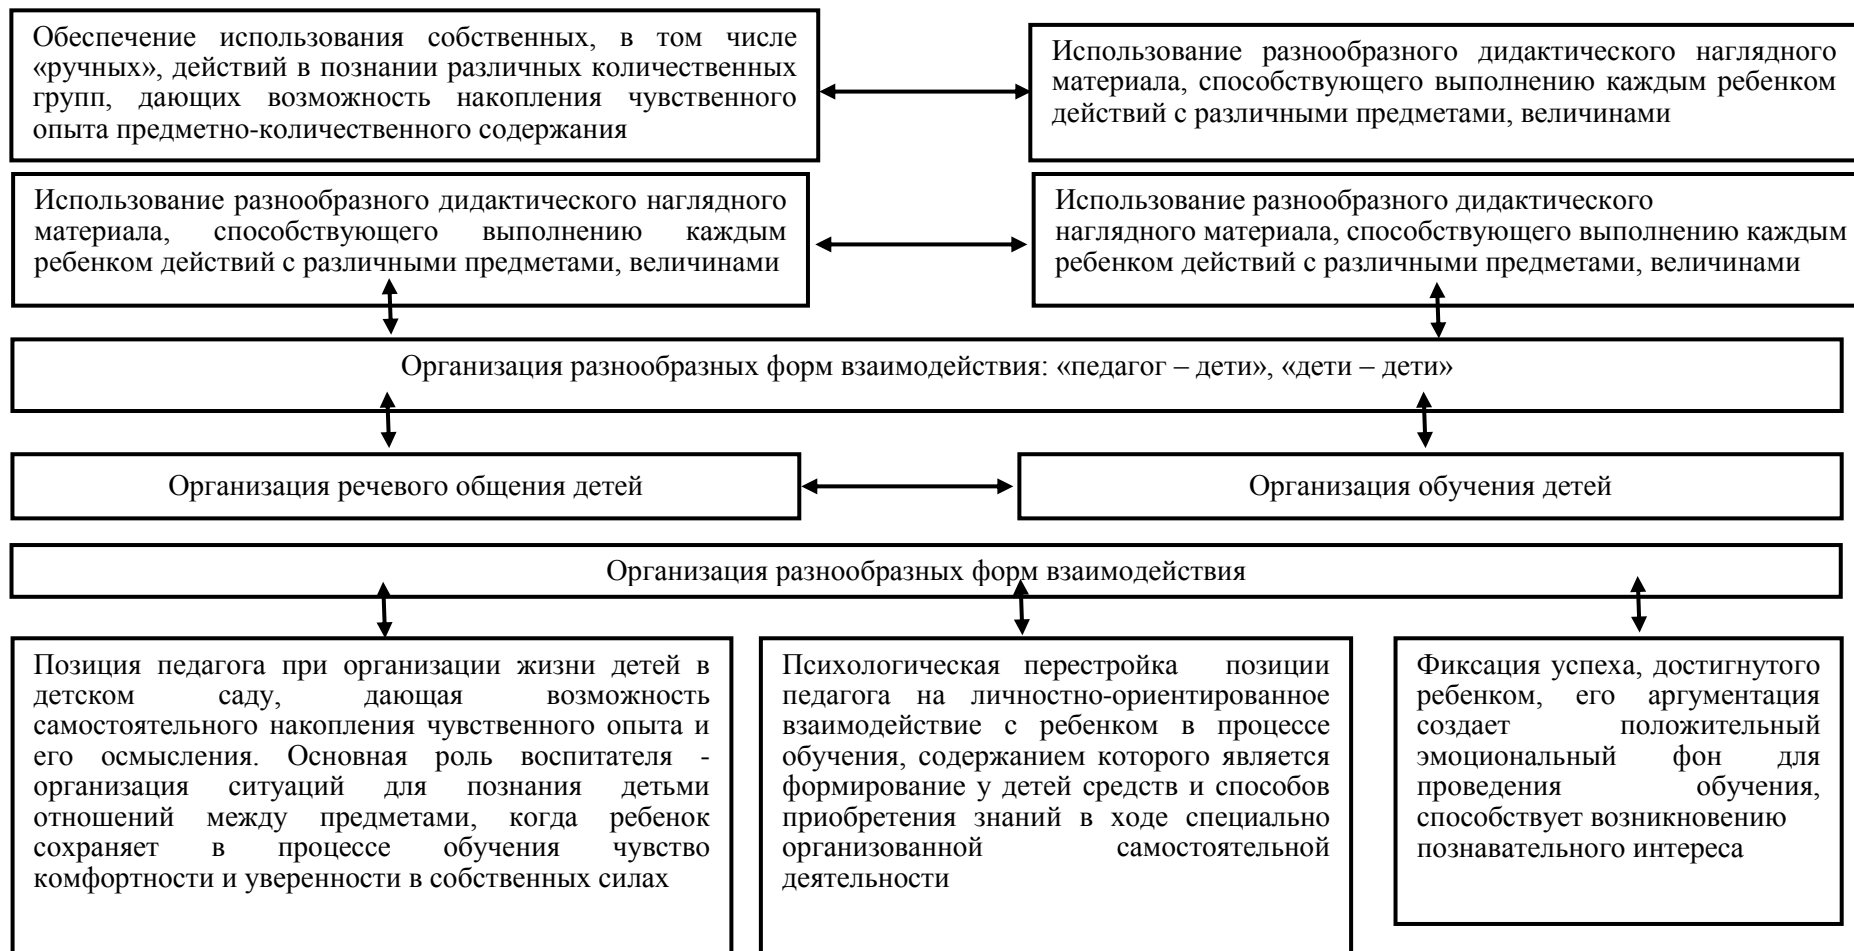 Обеспечение использования собственных, в том числе
«ручных», действий в познании различных количественных
групп, дающих возможность накопления чувственного
опыта предметно-количественного содержания
Использование разнообразного дидактического наглядного
материала, способствующего выполнению каждым ребенком
действий с различными предметами, величинами
Использование разнообразного дидактического наглядного
материала, способствующего выполнению каждым
ребенком действий с различными предметами, величинами
Использование разнообразного дидактического
наглядного материала, способствующего выполнению каждым
ребенком действий с различными предметами, величинами
Организация разнообразных форм взаимодействия: «педагог – дети», «дети – дети»
Организация речевого общения детей
Организация обучения детей
Организация разнообразных форм взаимодействия
Позиция педагога при организации жизни детей в
детском саду, дающая возможность
самостоятельного накопления чувственного опыта и
его осмысления. Основная роль воспитателя -
организация ситуаций для познания детьми
отношений между предметами, когда ребенок
сохраняет в процессе обучения чувство
комфортности и уверенности в собственных силах
Психологическая перестройка позиции
педагога на личностно-ориентированное
взаимодействие с ребенком в процессе
обучения, содержанием которого является
формирование у детей средств и способов
приобретения знаний в ходе специально
организованной самостоятельной
деятельности
Фиксация успеха, достигнутого
ребенком, его аргументация
создает положительный
эмоциональный фон для
проведения обучения,
способствует возникновению
познавательного интереса